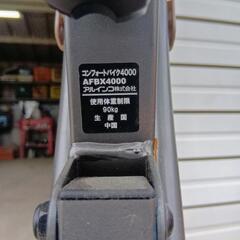 コンフォートバイク4000
AFBX4000
アルインコ株式会社
使用体重制限
90kg
生産国
中国